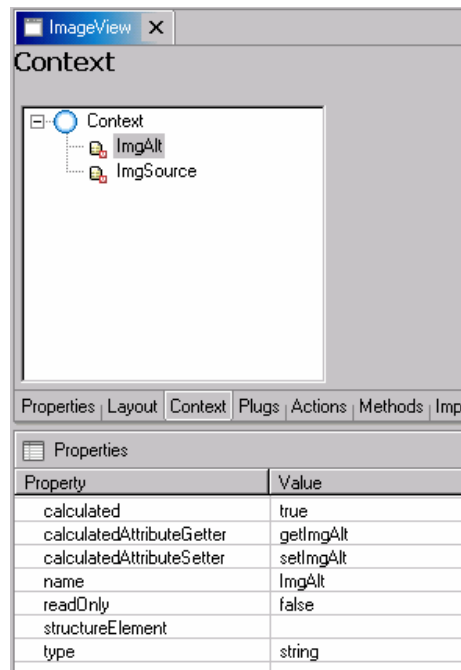 ImageView X
Context
Context
ImgAlt
ImgSource
Properties Layout Context Plugs Actions Methods Imp
Properties
Property Value
calculated true
calculatedAttributeGetter getImgAlt
calculatedAttributeSetter setImgAlt
name ImgAlt
readOnly false
structureElement
type string